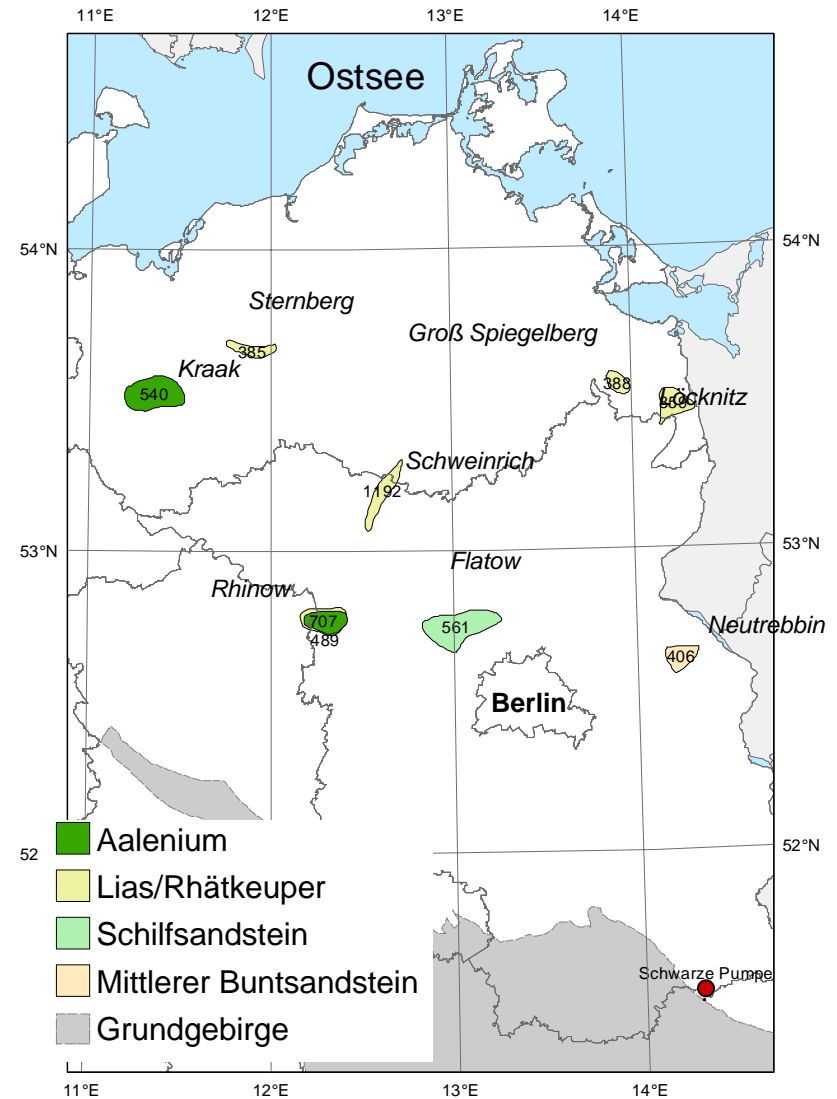 11°E 12°E 13°E 14°E
Ostsee
54°N 54°N
Sternberg
Groß Spiegelberg
385
Kraak
388
540
Löcknitz
859
Schweinrich
1192
53°N 53°N
Flatow
Rhinow
707
561
Neutrebbin
489
406
Berlin
Aalenium
52 52°N
Lias/Rhätkeuper
Schilfsandstein
Mittlerer Buntsandstein
Schwarze Pumpe
Grundgebirge
11°E 12°E 13°E 14°E